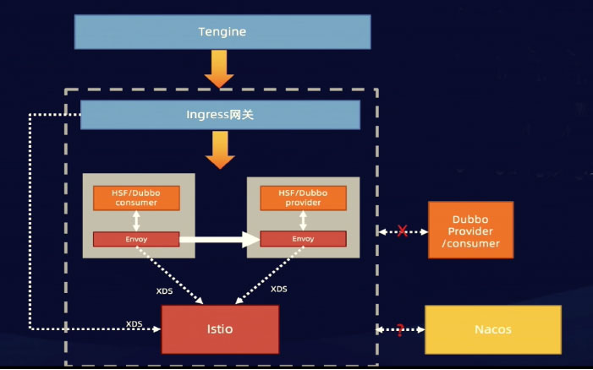 Tengine
Ingress网关
HSF/Dubbo
consumer
HSF/Dubbo
provider
Envoy
Envoy
XDS
XDS
XDS
Istio
X
Dubbo
Provider
/consumer
?
Nacos